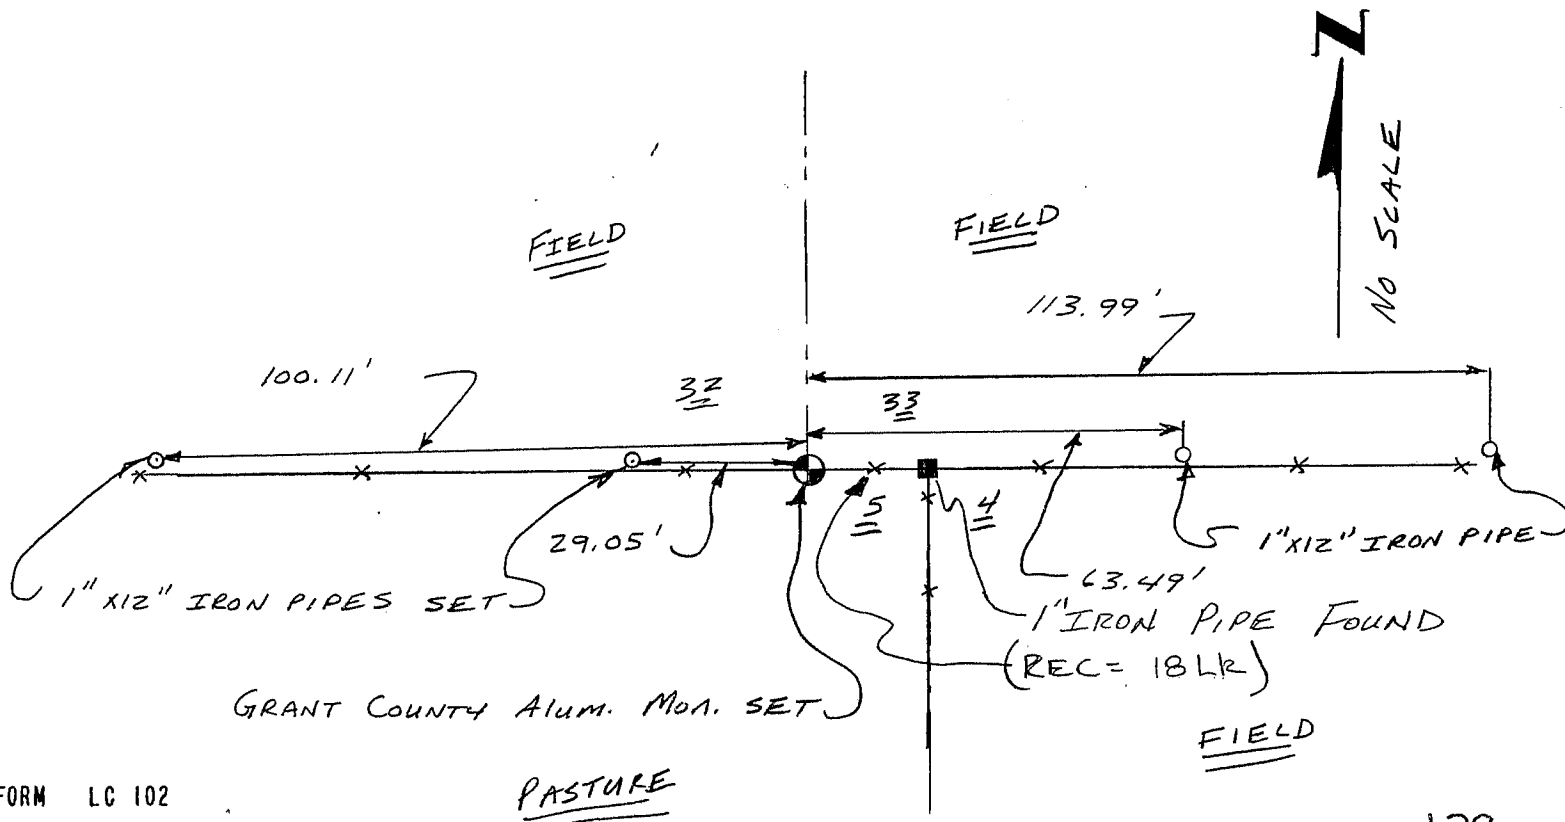 N
NO SCALE
FIELD
FIELD
113.99'
100.11'
32
33
5
4
29.05'
1"X12" IRON PIPE
63.49'
1"X12" IRON PIPES SET
1" IRON PIPE FOUND
(REC= 18 LK)
GRANT COUNTY Alum. Mon. SET
FIELD
PASTURE
FORM LC 102